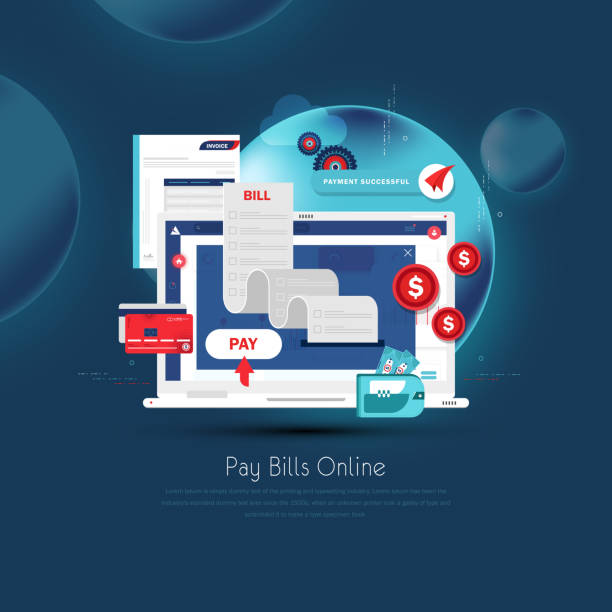 INVOICE
PAYMENT SUCCESSFUL
BILL
$
$
$
PAY
Pay Bills Online
Lorem Ipsum is simply dummy text of the printing and typesetting industry. Lorem Ipsum has been the industry's
standard dummy text ever since the 1500s, when an unknown printer took a galley of type and scrambled it to
make a type specimen book.